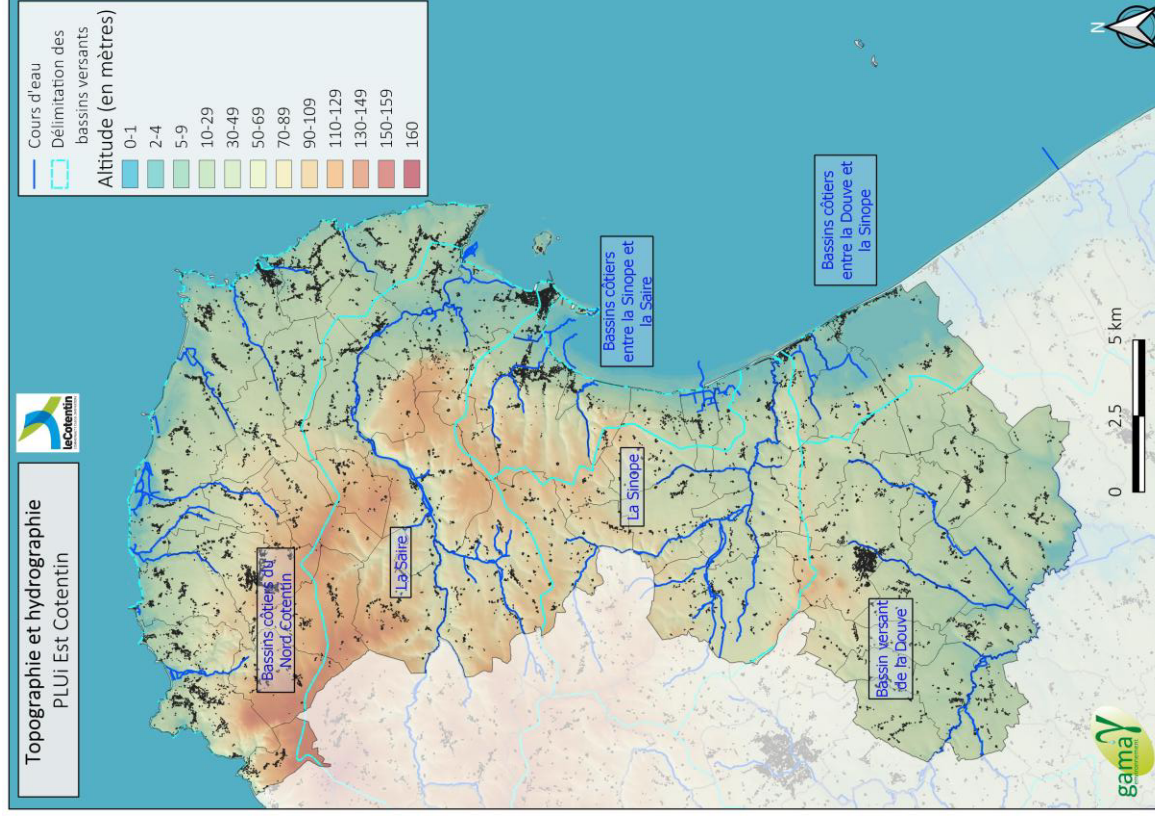 Topographie et hydrographie
PLUi Est Cotentin
leCotentin
Cours d'eau
Délimitation des
bassins versants
Altitude (en mètres)
0-1
2-4
5-9
10-29
30-49
50-69
70-89
90-109
110-129
130-149
150-159
160
Bassins côtiers du
Nord Cotentin
La Saire
Bassins côtiers
entre la Sinope et
la Saire
La Sinope
Bassins côtiers
entre la Douve et
la Sinope
Bassin versant
de la Douve
0 2,5 5 km
N
gama